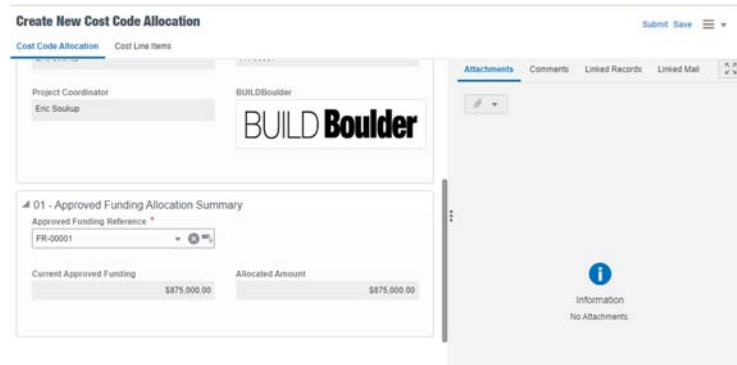 Create New Cost Code Allocation
Submit Save
Cost Code Allocation Cost Line Items
Attachments Comments Linked Records Linked Mail
Project Coordinator BUILDBoulder
Eric Soukup
BUILD Boulder
01 - Approved Funding Allocation Summary
Approved Funding Reference *
FR-00001
Current Approved Funding Allocated Amount
$875,000.00 $875,000.00
Information
No Attachments